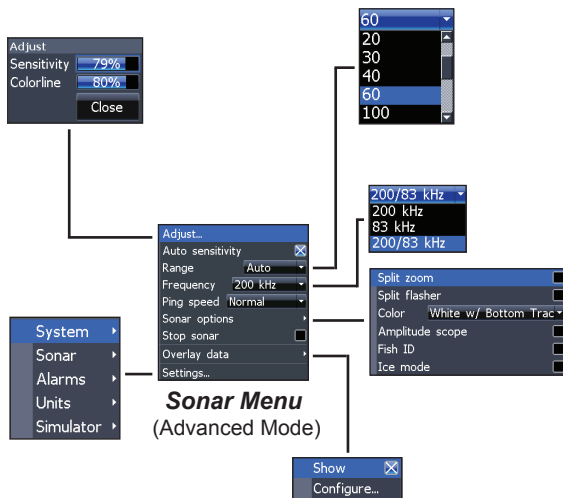 Adjust
Sensitivity 79%
Colorline 80%
Close
60
20
30
40
60
100
200/83 kHz
200 kHz
83 kHz
200/83 kHz
Adjust...
Auto sensitivity
Range Auto
Frequency 200 kHz
Ping speed Normal
Sonar options
Stop sonar
Overlay data
Settings...
Split zoom
Split flasher
Color White w/ Bottom Trac
Amplitude scope
Fish ID
Ice mode
System
Sonar
Alarms
Units
Simulator
Sonar Menu
(Advanced Mode)
Show
Configure...